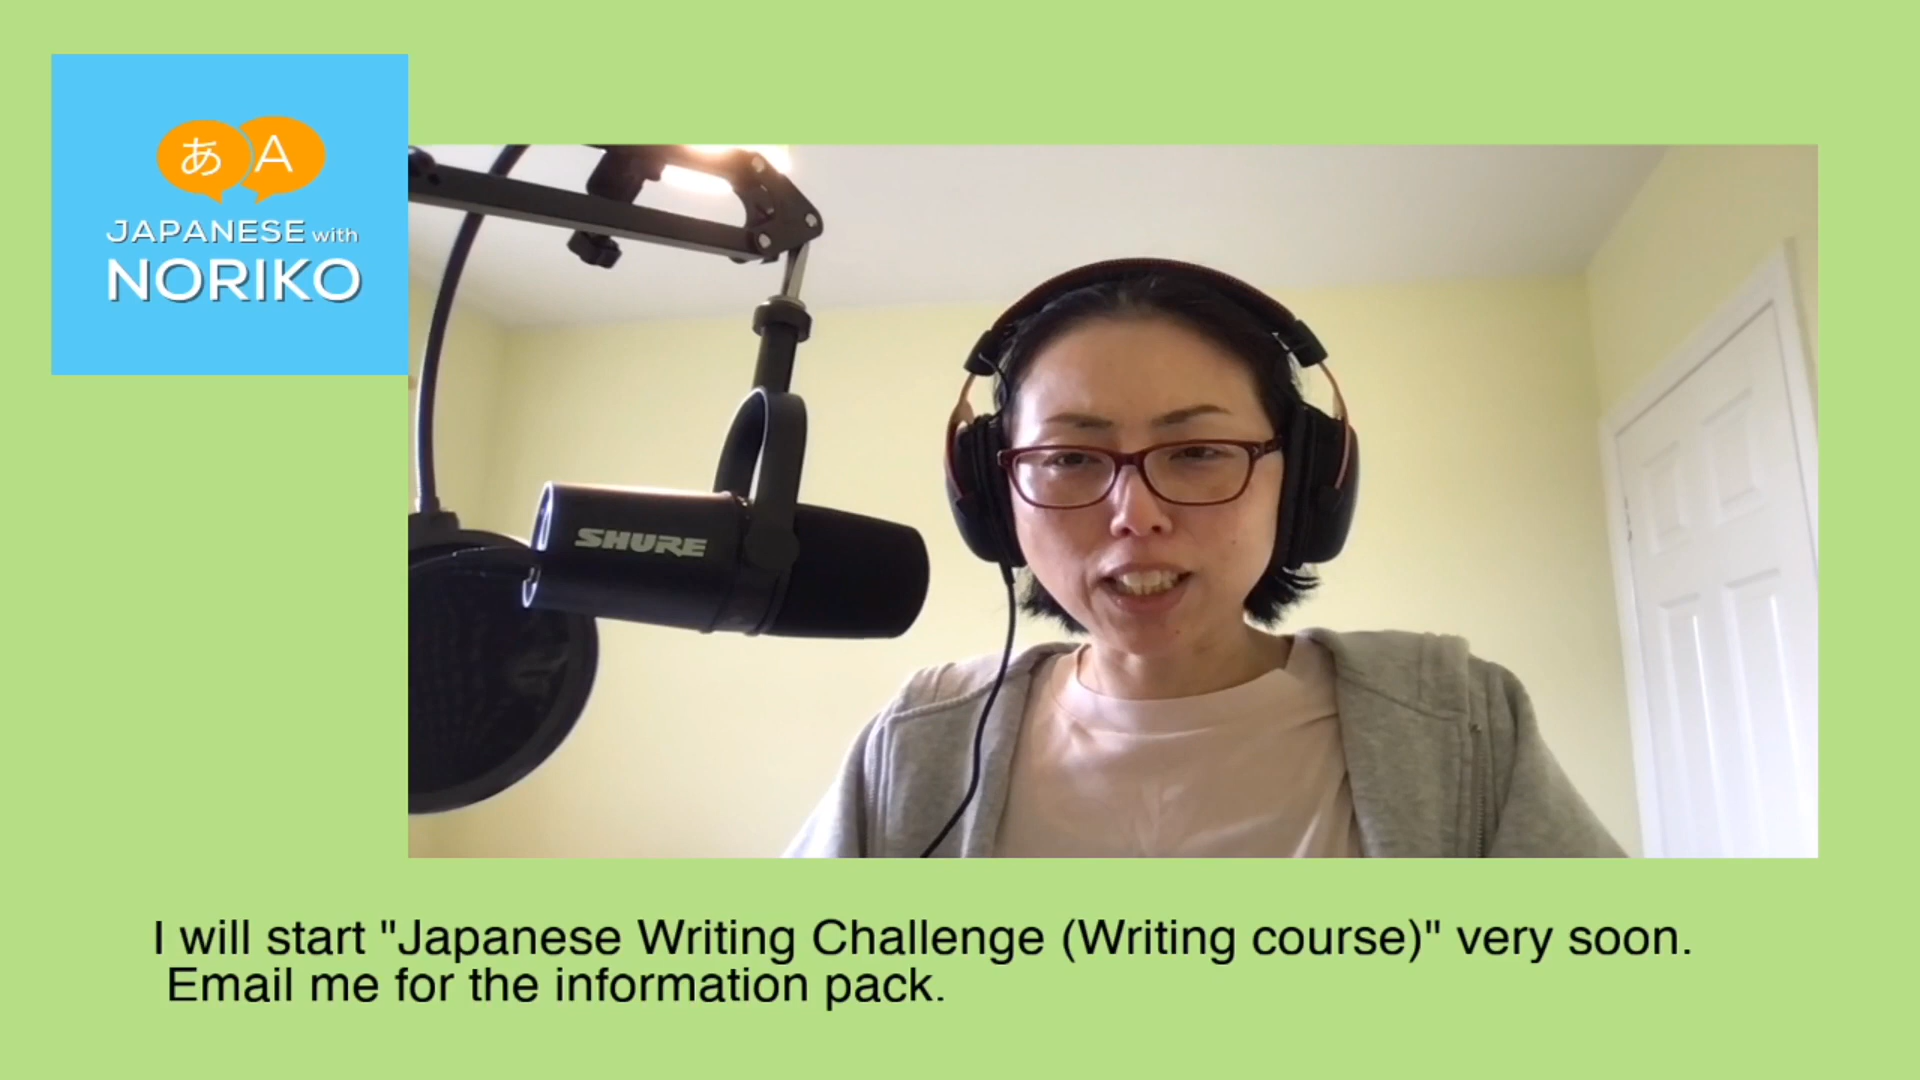 あ A
JAPANESE with
NORIKO
SHURE
I will start "Japanese Writing Challenge (Writing course)" very soon.
Email me for the information pack.